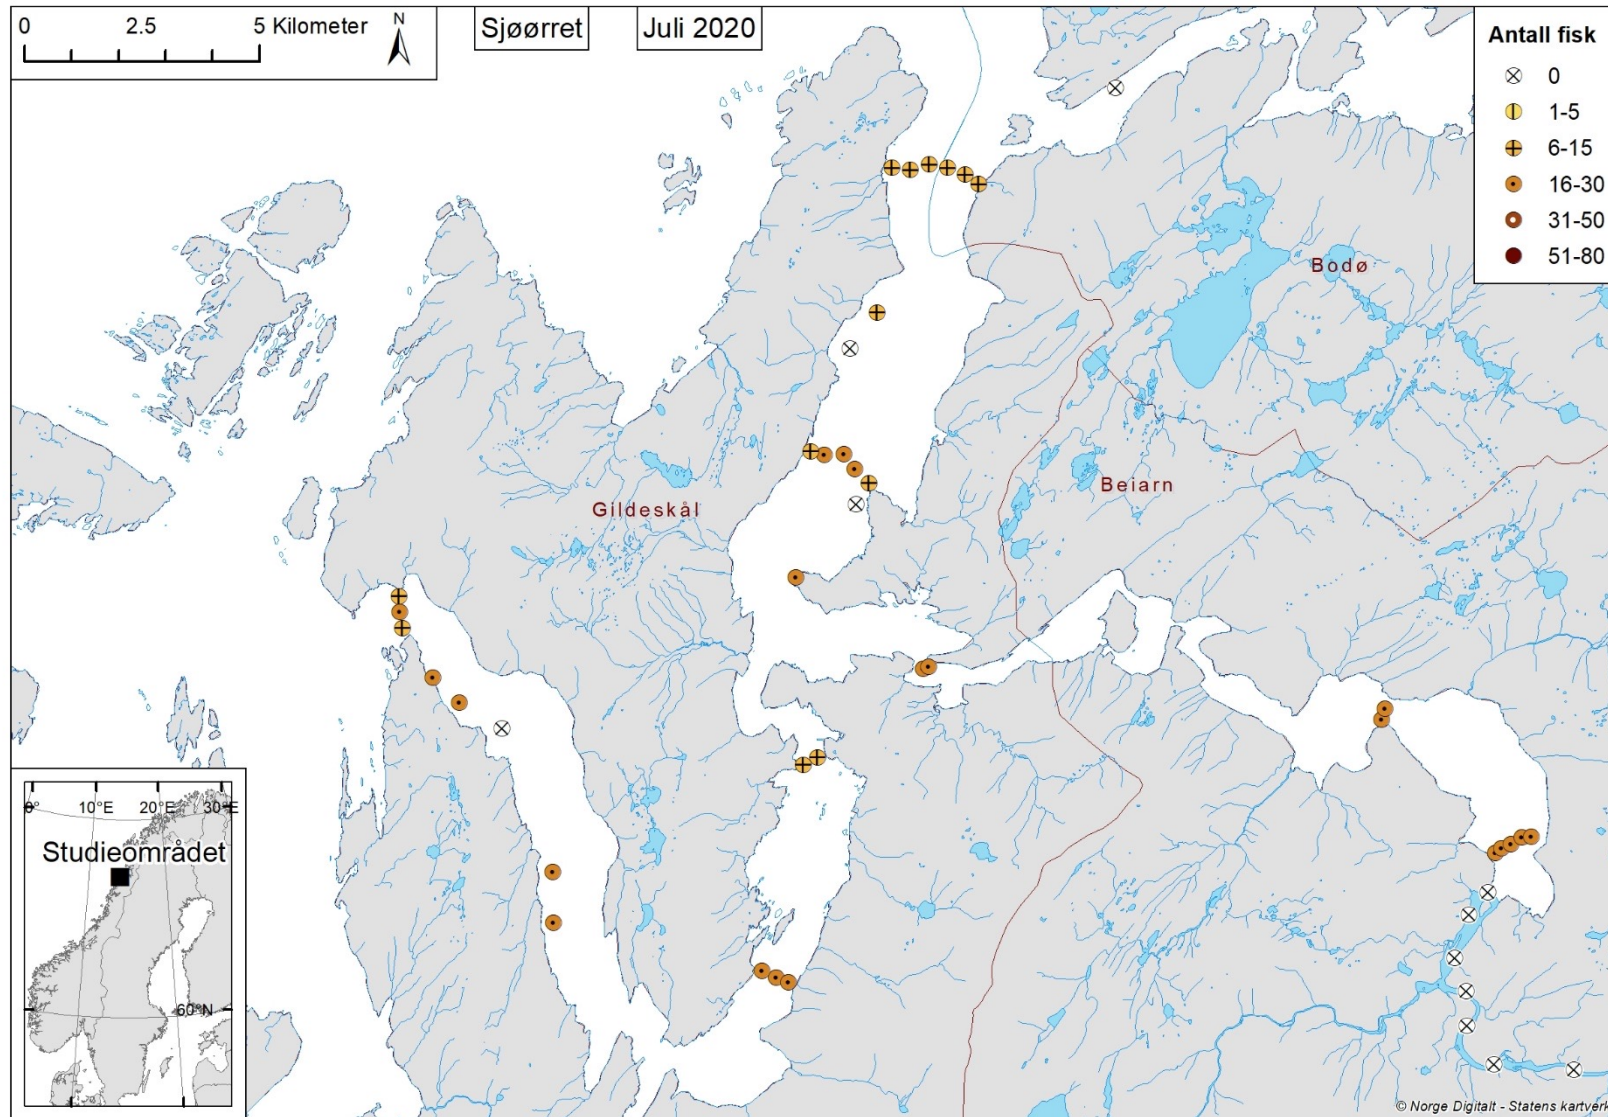 0 2.5 5 Kilometer
N
Sjøørret
Juli 2020
Antall fisk
0
1-5
6-15
16-30
31-50
51-80
Bodø
Beiarn
Gildeskål
0° 10°E 20°E 30°E
Studieområdet
60°N
© Norge Digitalt - Statens kartverk